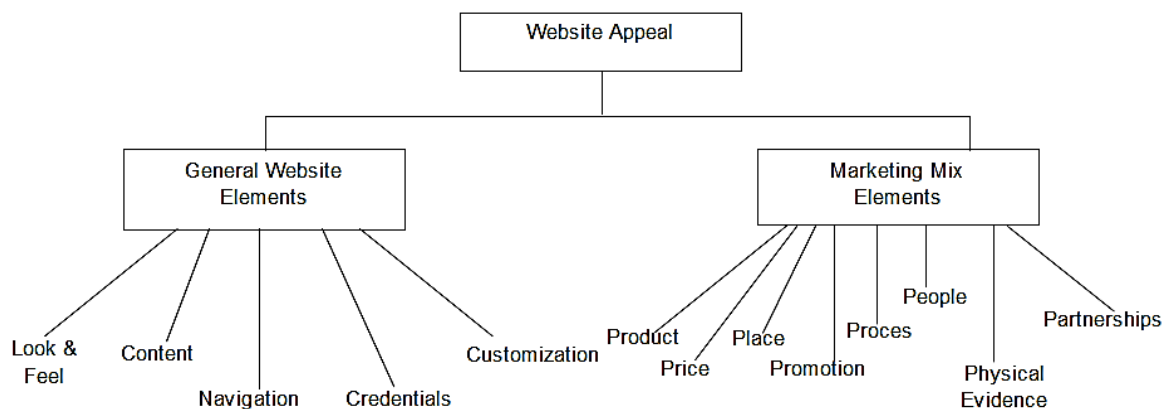 Website Appeal
General Website
Elements
Marketing Mix
Elements
Look &
Feel
Content
Navigation
Credentials
Customization
Product
Price
Place
Promotion
Proces
People
Physical
Evidence
Partnerships